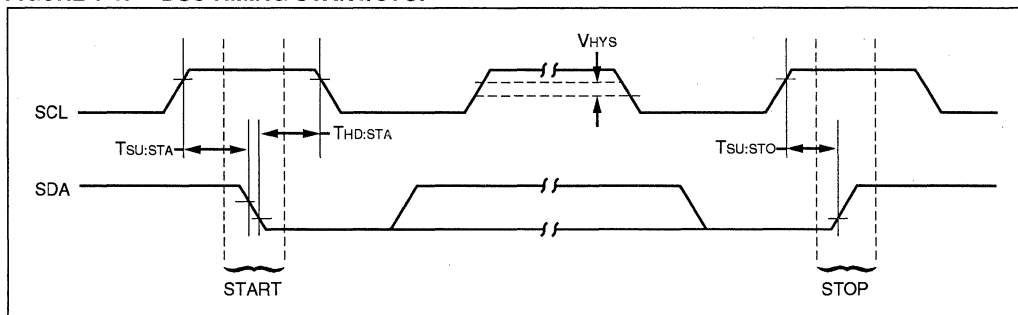 VHYS
SCL
TSU:STA
THD:STA
TSU:STO
SDA
START
STOP